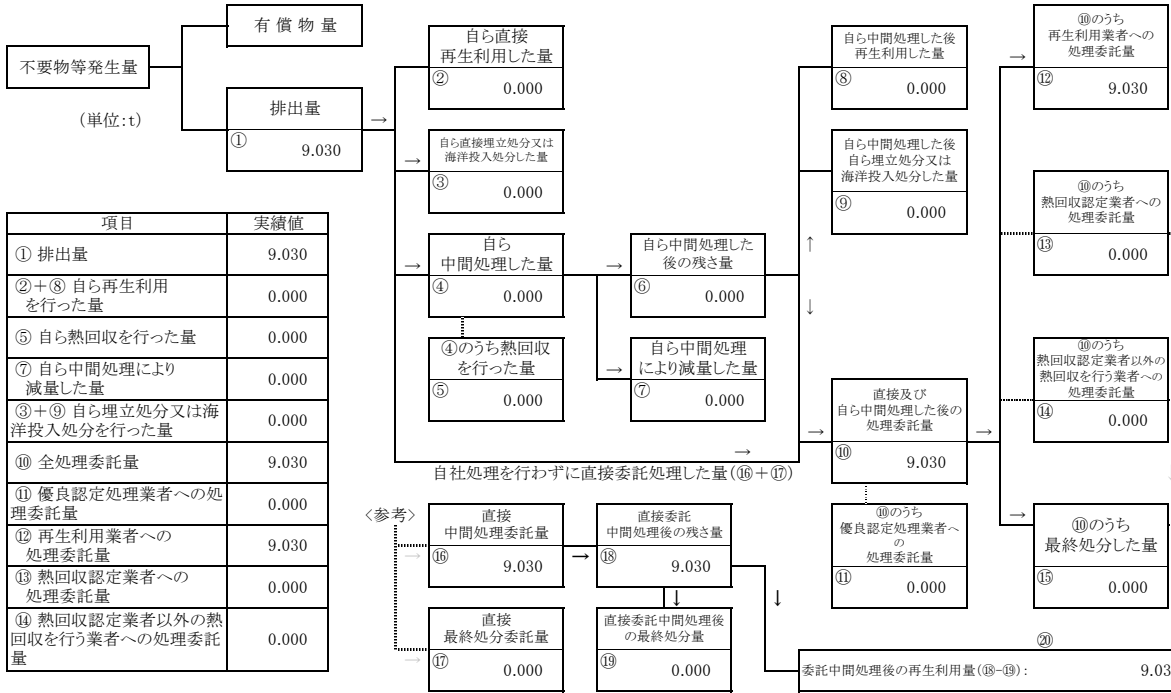 不要物等発生量
(単位:t)
有 償 物 量
排出量
①
9.030
→
自ら直接
再生利用した量
②
0.000
→
自ら直接埋立処分又は
海洋投入処分した量
③
0.000
→
自ら
中間処理した量
④
0.000
④のうち熱回収
を行った量
⑤
0.000
→
自ら中間処理した
後の残さ量
⑥
0.000
→
自ら中間処理
により減量した量
⑦
0.000
自ら中間処理した後
再生利用した量
⑧
0.000
自ら中間処理した後
自ら埋立処分又は
海洋投入処分した量
⑨
0.000
↑
↓
→
自社処理を行わずに直接委託処理した量(⑯+⑰)
→
直接及び
自ら中間処理した後の
処理委託量
⑩
9.030
⑩のうち
優良認定処理業者へ
の
処理委託量
⑪
0.000
→
→
⑩のうち
再生利用業者への
処理委託量
⑫
9.030
⑩のうち
熱回収認定業者への
処理委託量
⑬
0.000
⑩のうち
熱回収認定業者以外の
熱回収を行う業者への
処理委託量
⑭
0.000
→
⑩のうち
最終処分した量
⑮
0.000
項目 実績値
① 排出量 9.030
②+⑧ 自ら再生利用
を行った量 0.000
⑤ 自ら熱回収を行った量 0.000
⑦ 自ら中間処理により
減量した量 0.000
③+⑨ 自ら埋立処分又は海
洋投入処分を行った量 0.000
⑩ 全処理委託量 9.030
⑪ 優良認定処理業者への処
理委託量 0.000
⑫ 再生利用業者への
処理委託量 9.030
⑬ 熱回収認定業者への
処理委託量 0.000
⑭ 熱回収認定業者以外の熱
回収を行う業者への処理委託
量 0.000
〈参考〉
→
直接
中間処理委託量
⑯
9.030
→
直接委託
中間処理後の残さ量
⑱
9.030
→
直接
最終処分委託量
⑰
0.000
↓
直接委託中間処理後
の最終処分量
⑲
0.000
↓
⑳
委託中間処理後の再生利用量(⑱-⑲): 9.03